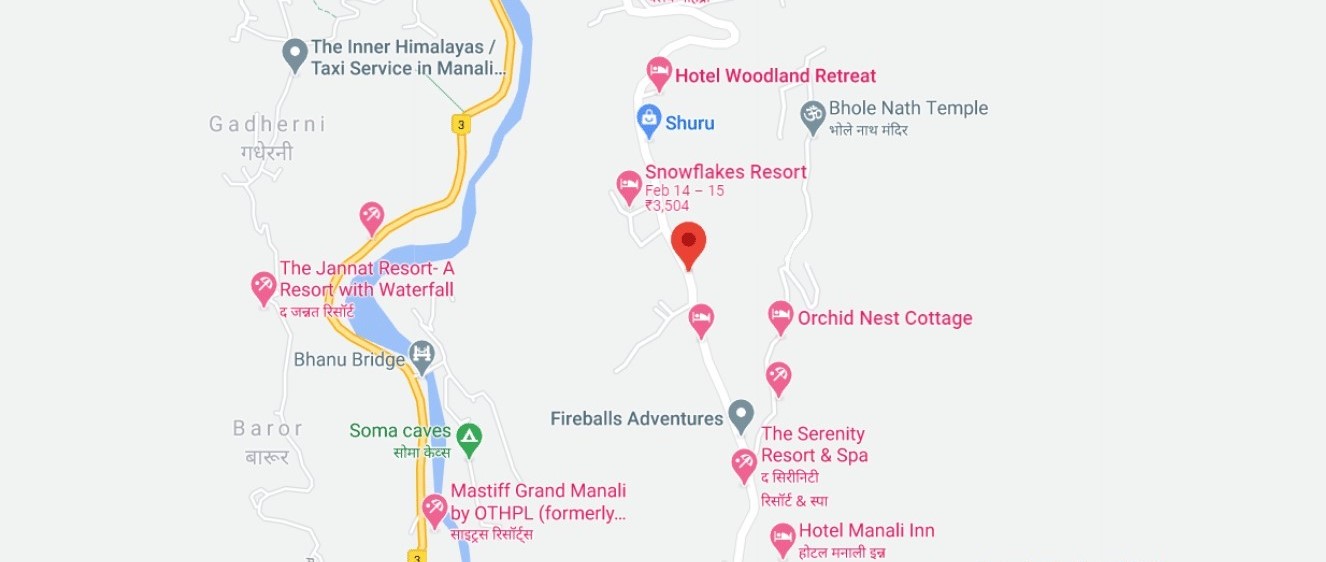 The Inner Himalayas /
Taxi Service in Manali...
3
Hotel Woodland Retreat
Shuru
Bhole Nath Temple
भोले नाथ मंदिर
Gadherni
गधेरनी
Snowflakes Resort
Feb 14 – 15
₹3,504
The Jannat Resort- A
Resort with Waterfall
द जन्नत रिसॉर्ट
Orchid Nest Cottage
Bhanu Bridge
Fireballs Adventures
Baror
बारूर
Soma caves
सोमा केव्स
The Serenity
Resort & Spa
द सिरीनिटी
रिसॉर्ट & स्पा
Mastiff Grand Manali
by OTHPL (formerly...
साइट्रस रिसॉर्ट्स
Hotel Manali Inn
होटल मनाली इन्न
3